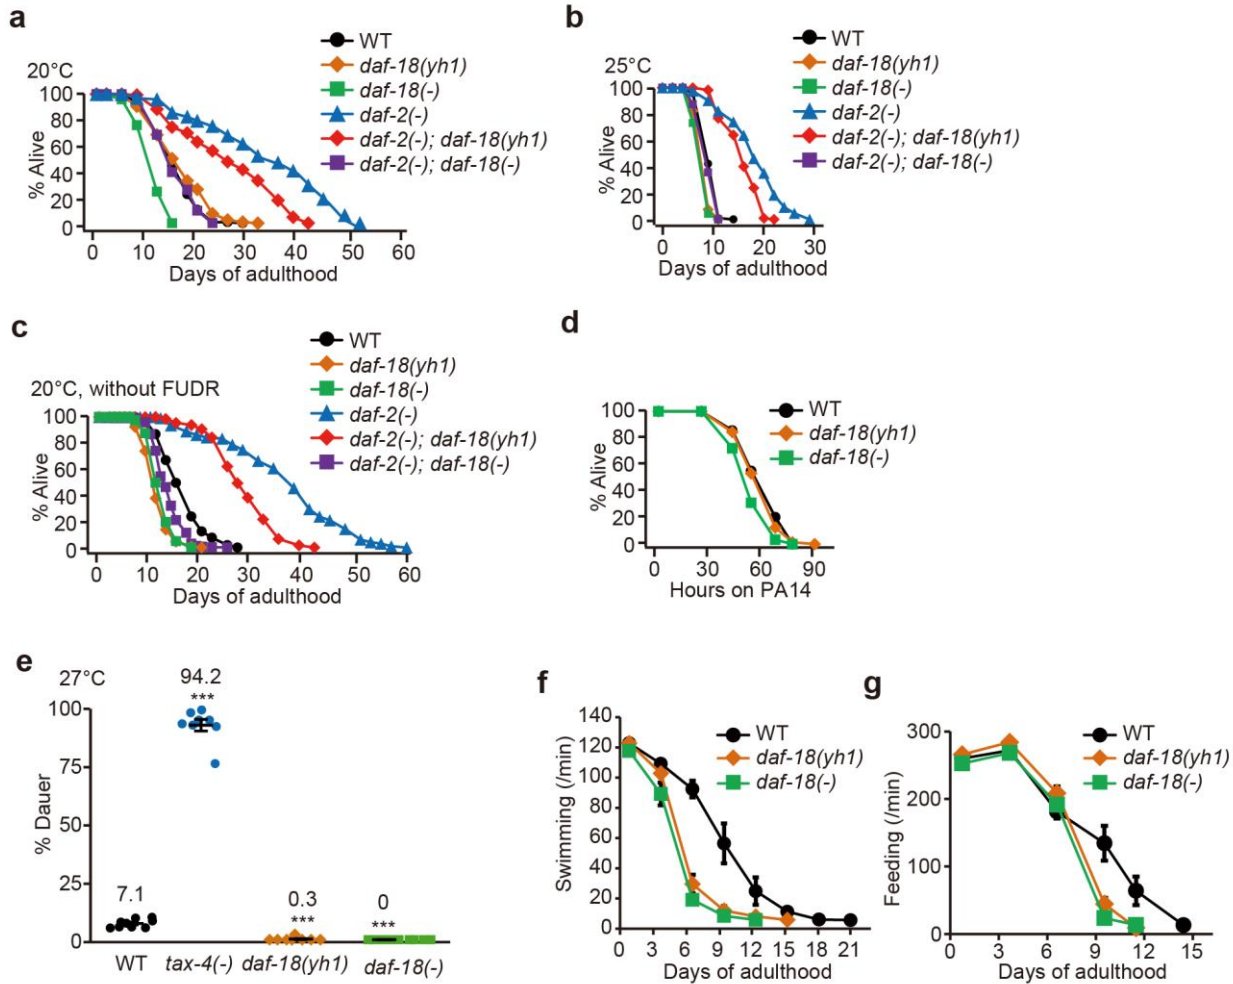 a
20°C
WT
daf-18(yh1)
daf-18(-)
daf-2(-)
daf-2(-); daf-18(yh1)
daf-2(-); daf-18(-)
% Alive
100
80
60
40
20
0
0 10 20 30 40 50 60
Days of adulthood
b
25°C
WT
daf-18(yh1)
daf-18(-)
daf-2(-)
daf-2(-); daf-18(yh1)
daf-2(-); daf-18(-)
% Alive
100
80
60
40
20
0
0 10 20 30
Days of adulthood
c
20°C, without FUDR
WT
daf-18(yh1)
daf-18(-)
daf-2(-)
daf-2(-); daf-18(yh1)
daf-2(-); daf-18(-)
% Alive
100
80
60
40
20
0
0 10 20 30 40 50 60
Days of adulthood
d
WT
daf-18(yh1)
daf-18(-)
% Alive
100
80
60
40
20
0
0 30 60 90
Hours on PA14
e
27°C
94.2
***
7.1
0.3
***
0
***
% Dauer
100
75
50
25
0
WT tax-4(-) daf-18(yh1) daf-18(-)
f
WT
daf-18(yh1)
daf-18(-)
Swimming (/min)
140
120
100
80
60
40
20
0
0 3 6 9 12 15 18 21
Days of adulthood
g
WT
daf-18(yh1)
daf-18(-)
Feeding (/min)
300
200
100
0
0 3 6 9 12 15
Days of adulthood